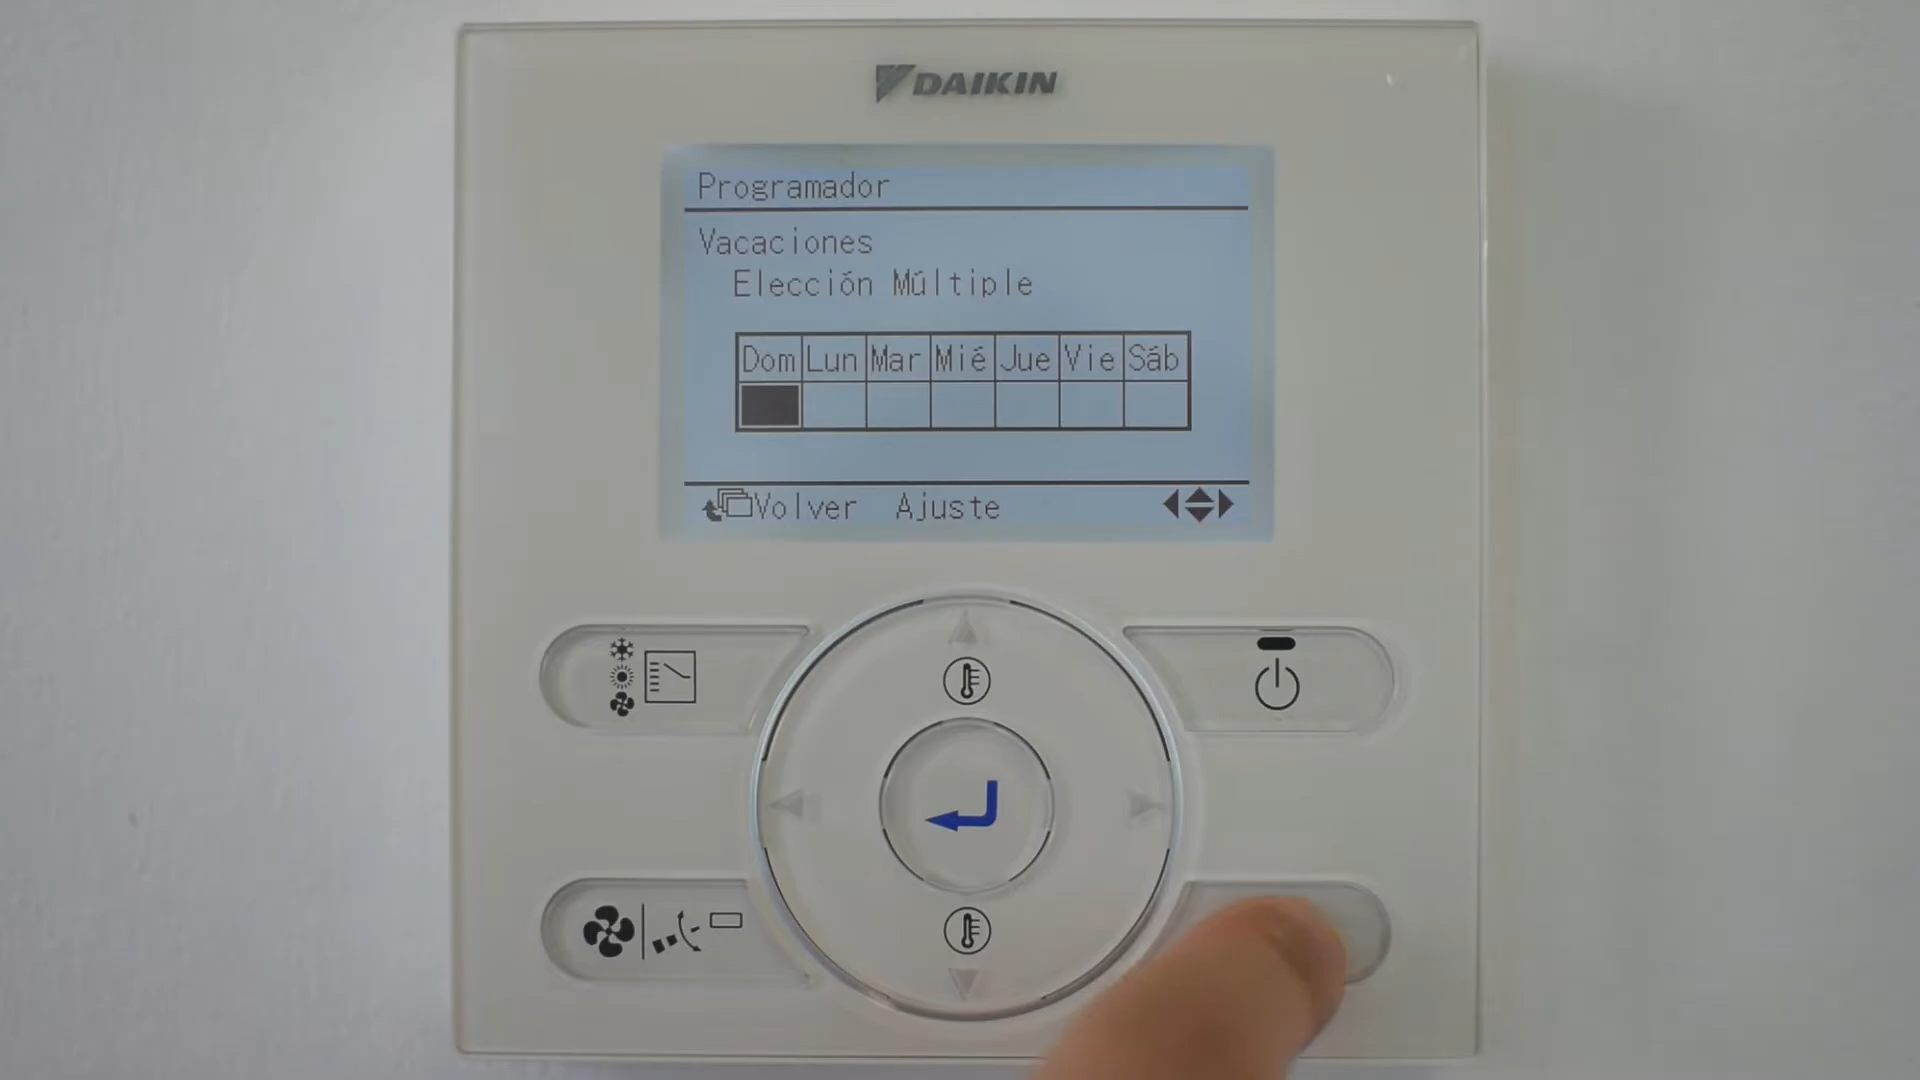 DAIKIN
Programador
Vacaciones
Elección Múltiple
Dom Lun Mar Mié Jue Vie Sáb
Volver Ajuste